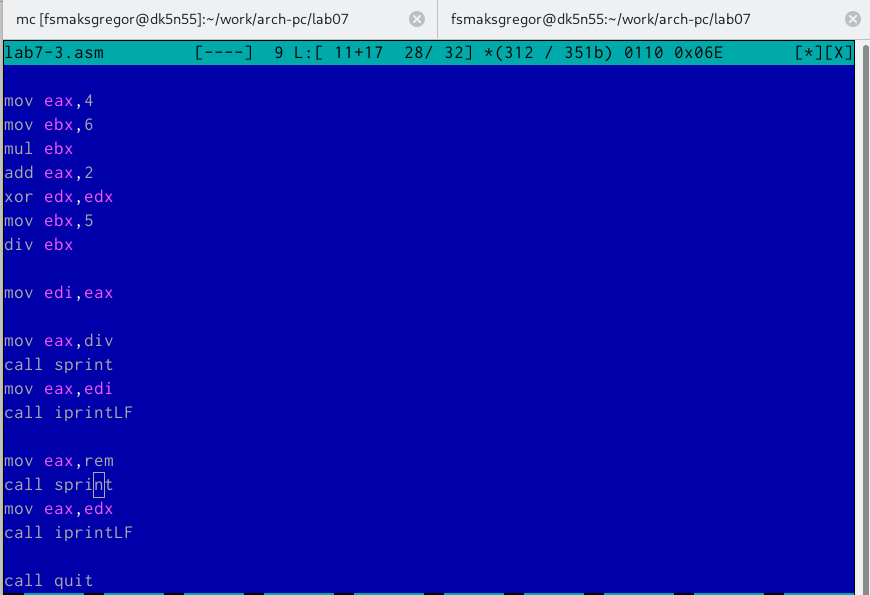 mc [fsmaksgregor@dk5n55]:~/work/arch-pc/lab07
fsmaksgregor@dk5n55:~/work/arch-pc/lab07
lab7-3.asm [----] 9 L:[ 11+17 28/ 32] *(312 / 351b) 0110 0x06E [*][X]
mov eax,4
mov ebx,6
mul ebx
add eax,2
xor edx,edx
mov ebx,5
div ebx
mov edi,eax
mov eax,div
call sprint
mov eax,edi
call iprintLF
mov eax,rem
call sprint
mov eax,edx
call iprintLF
call quit